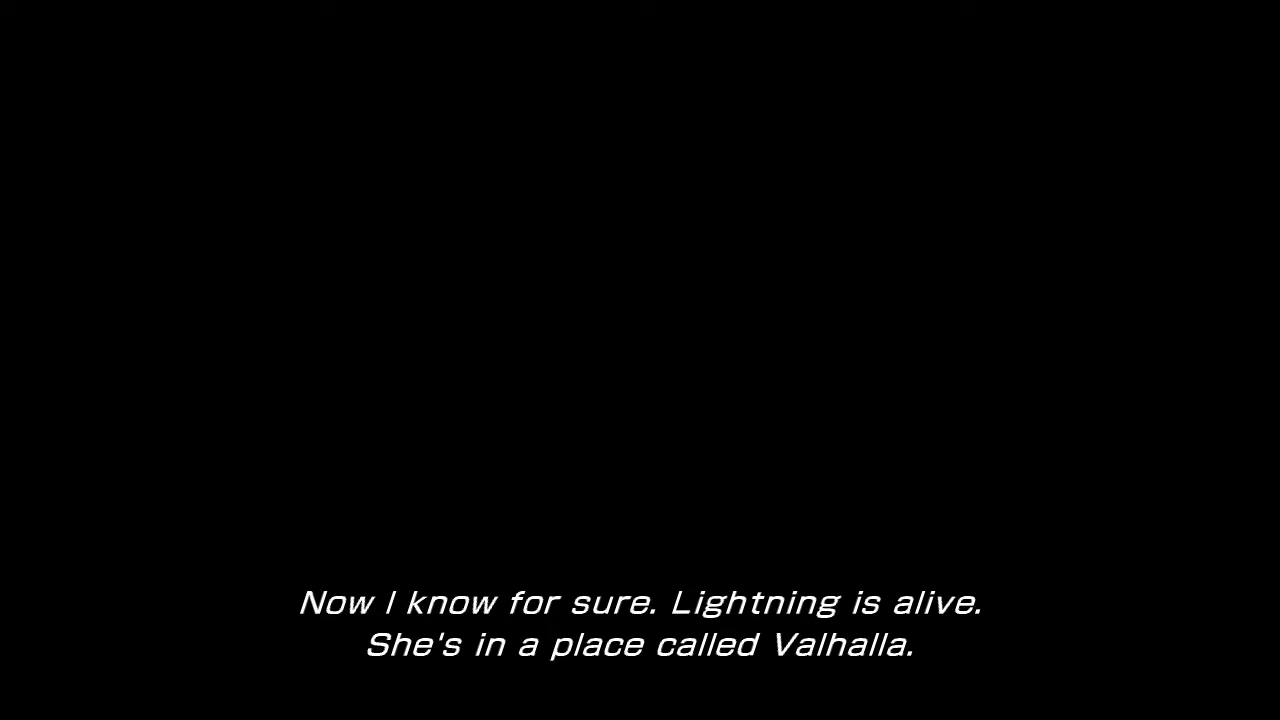 Now I know for sure. Lightning is alive.
She's in a place called Valhalla.